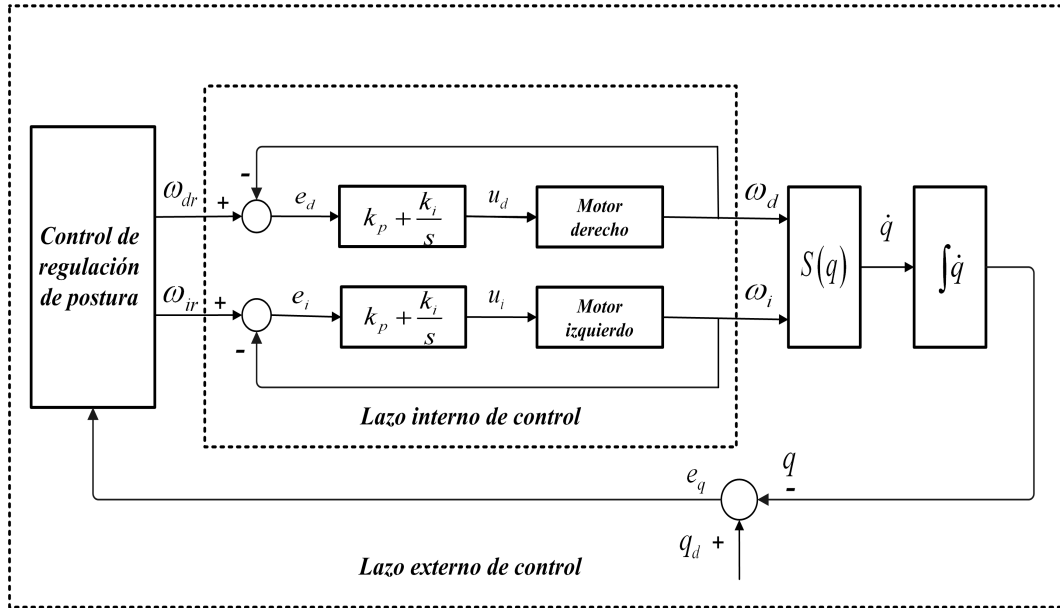 Control de
regulación
de postura
ω_dr +
ω_ir +
-
-
e_d
e_i
k_p + k_i/s
k_p + k_i/s
u_d
u_i
Motor
derecho
Motor
izquierdo
ω_d
ω_i
S(q)
q̇
∫q̇
Lazo interno de control
e_q
q
-
q_d +
Lazo externo de control